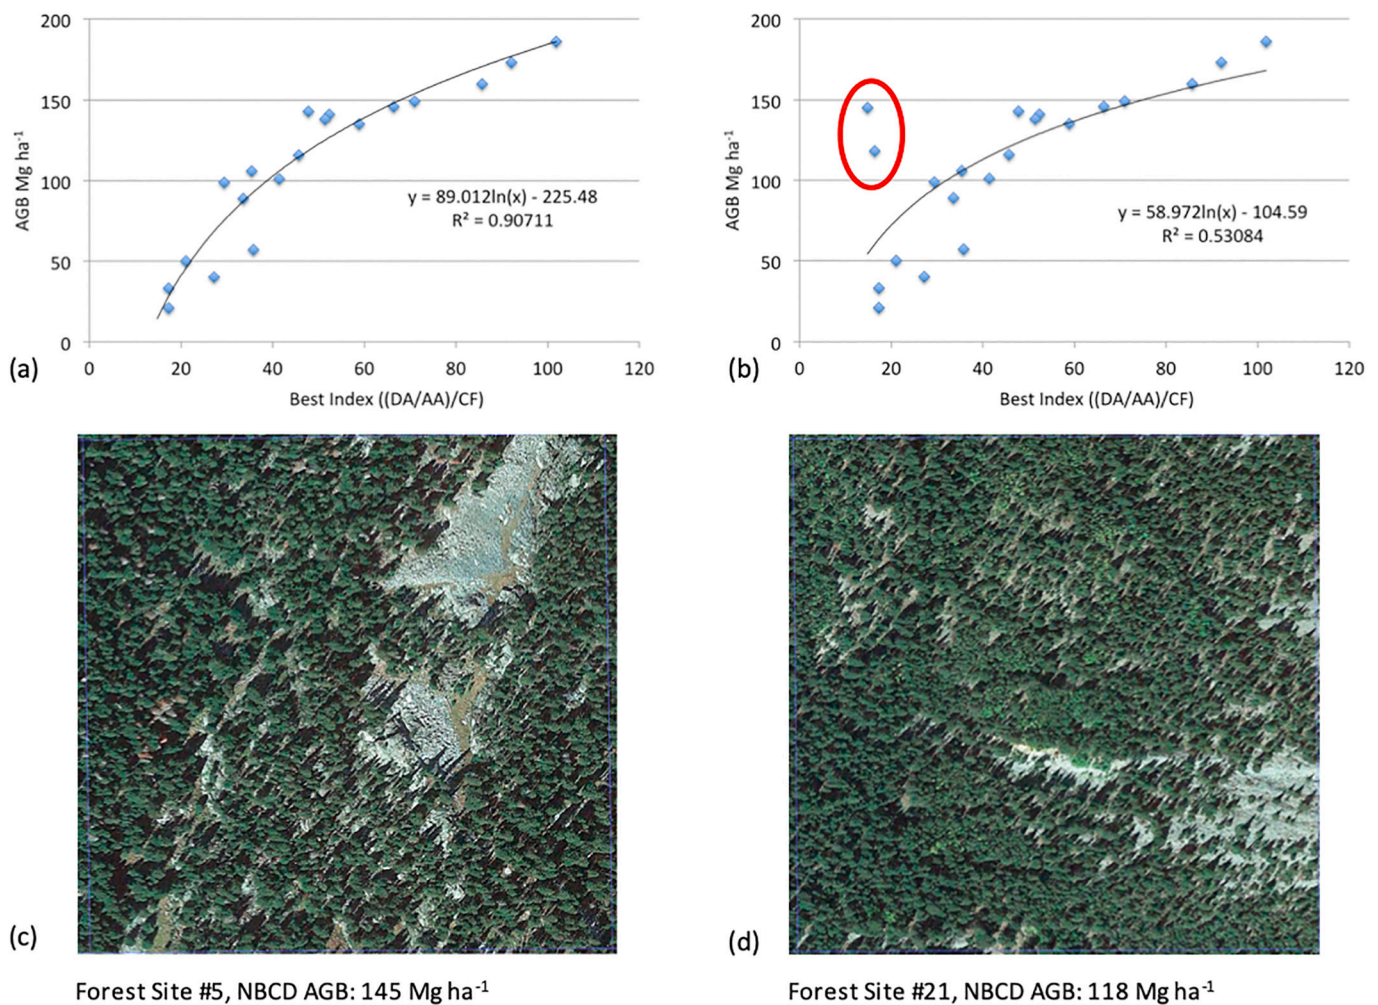 200
150
100
50
0
AGB Mg ha⁻¹
y = 89.012ln(x) - 225.48
R² = 0.90711
0 20 40 60 80 100 120
Best Index ((DA/AA)/CF)
(a)
200
150
100
50
0
AGB Mg ha⁻¹
y = 58.972ln(x) - 104.59
R² = 0.53084
0 20 40 60 80 100 120
Best Index ((DA/AA)/CF)
(b)
(c)
(d)
Forest Site #5, NBCD AGB: 145 Mg ha⁻¹
Forest Site #21, NBCD AGB: 118 Mg ha⁻¹